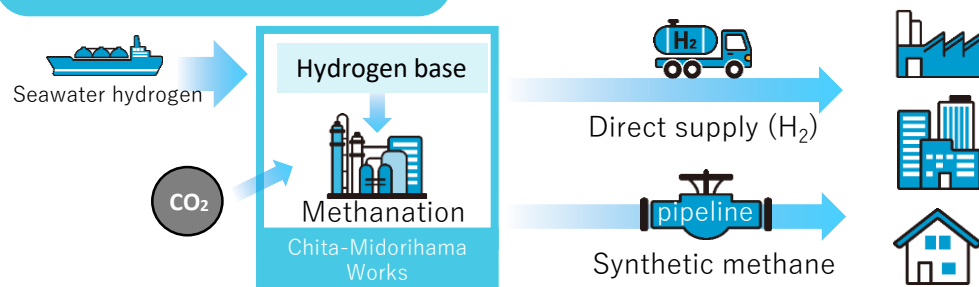 Seawater hydrogen
CO₂
Hydrogen base
Methanation
Chita-Midorihama
Works
H₂
Direct supply (H₂)
pipeline
Synthetic methane